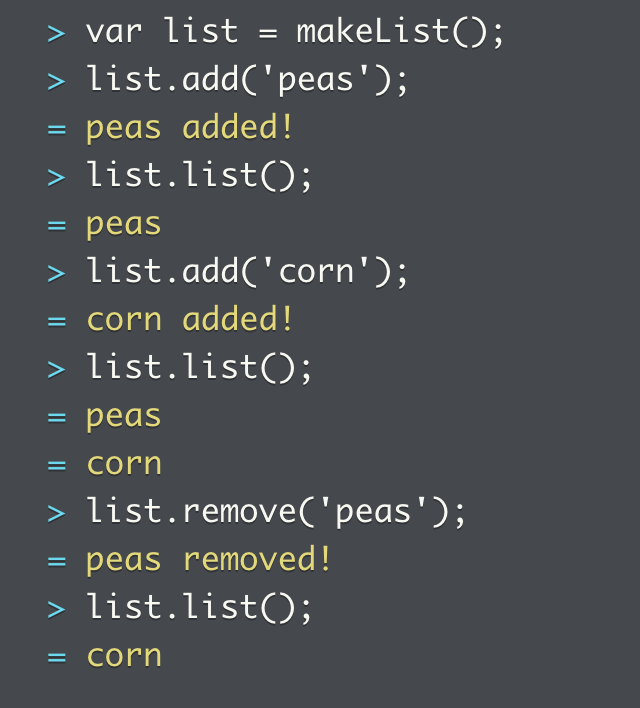 > var list = makeList();
> list.add('peas');
= peas added!
> list.list();
= peas
> list.add('corn');
= corn added!
> list.list();
= peas
= corn
> list.remove('peas');
= peas removed!
> list.list();
= corn